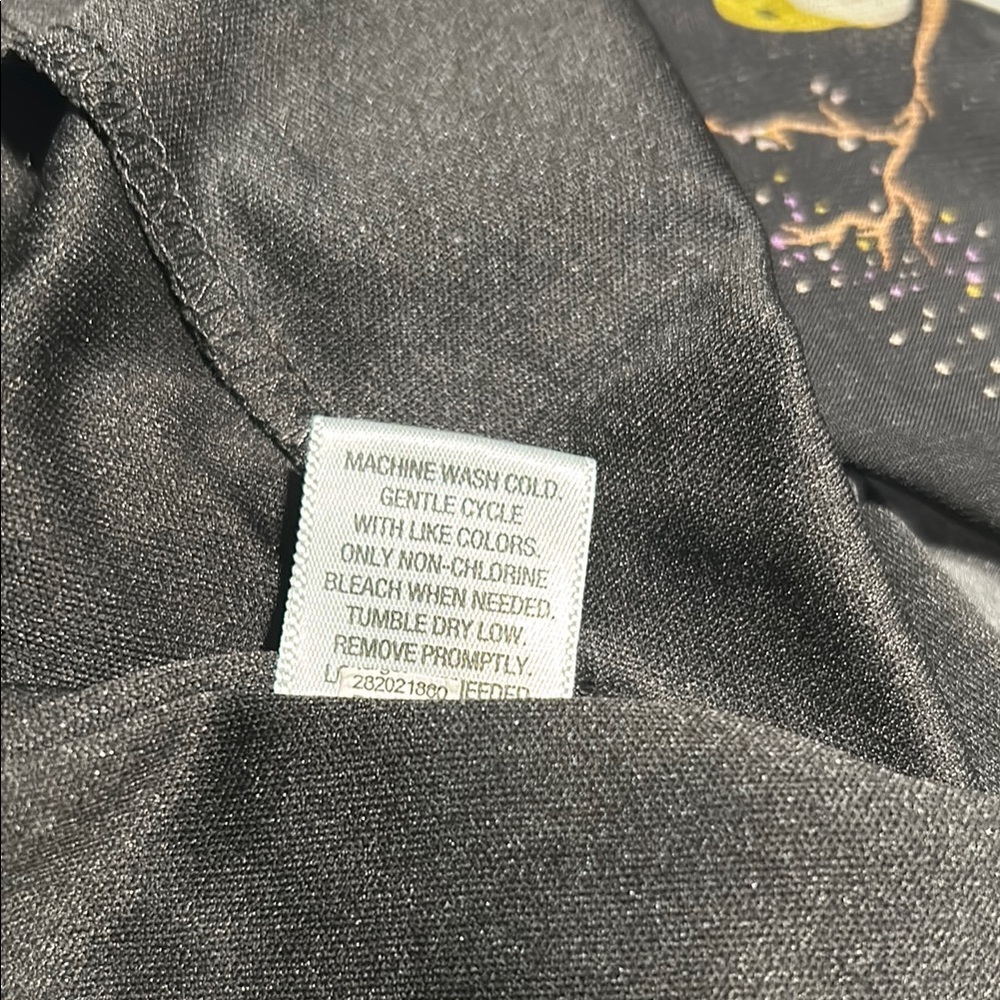 MACHINE WASH COLD.
GENTLE CYCLE
WITH LIKE COLORS.
ONLY NON-CHLORINE
BLEACH WHEN NEEDED.
TUMBLE DRY LOW.
REMOVE PROMPTLY.
282021860